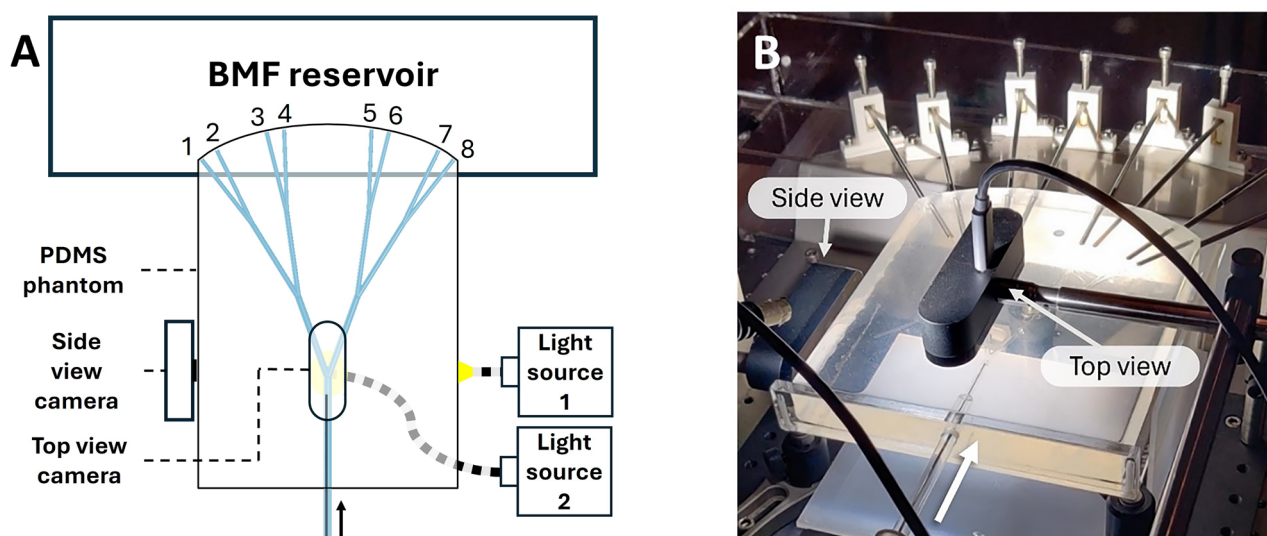 A
BMF reservoir
1 2 3 4 5 6 7 8
PDMS
phantom
Side
view
camera
Top view
camera
Light
source
1
Light
source
2
B
Side view
Top view